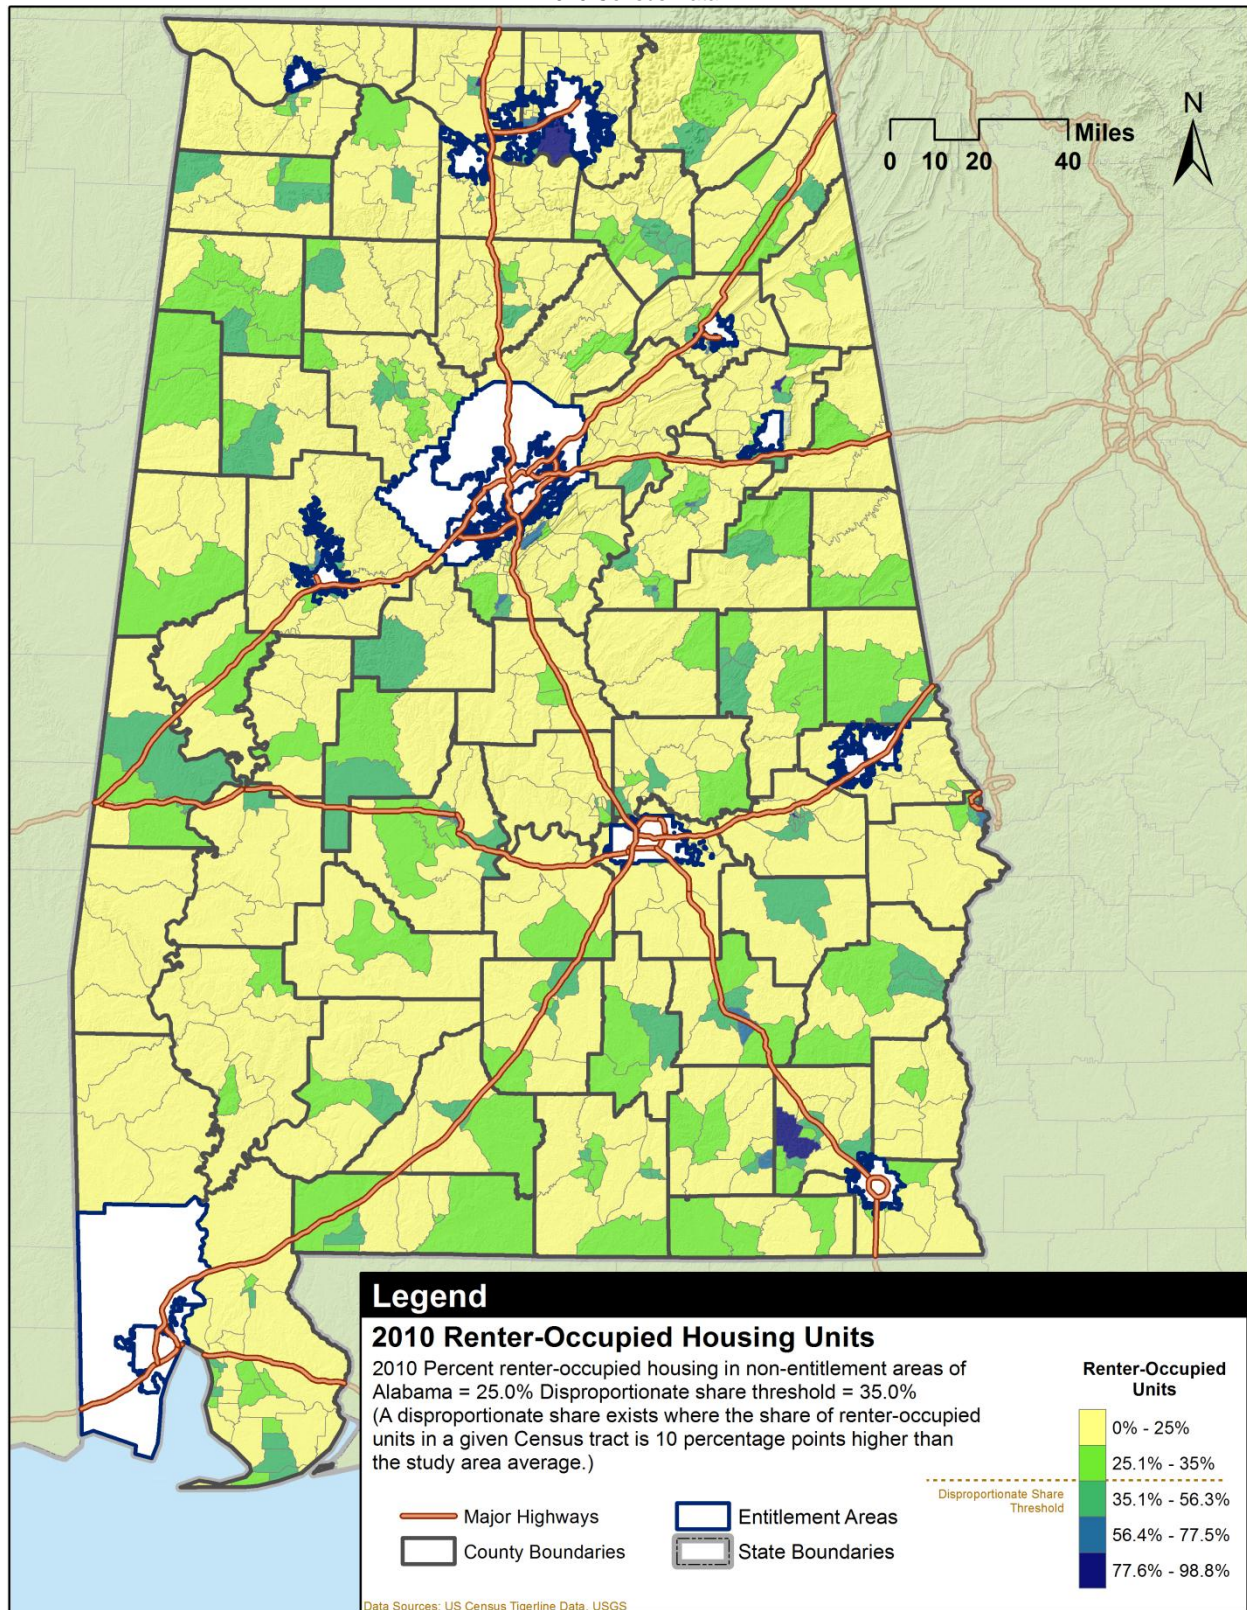 N
Miles
0 10 20 40
Legend
2010 Renter-Occupied Housing Units
2010 Percent renter-occupied housing in non-entitlement areas of
Alabama = 25.0% Disproportionate share threshold = 35.0%
(A disproportionate share exists where the share of renter-occupied
units in a given Census tract is 10 percentage points higher than
the study area average.)
Major Highways
Entitlement Areas
County Boundaries
State Boundaries
Renter-Occupied
Units
0% - 25%
25.1% - 35%
Disproportionate Share
Threshold
35.1% - 56.3%
56.4% - 77.5%
77.6% - 98.8%
Data Sources: US Census Tigerline Data, USGS